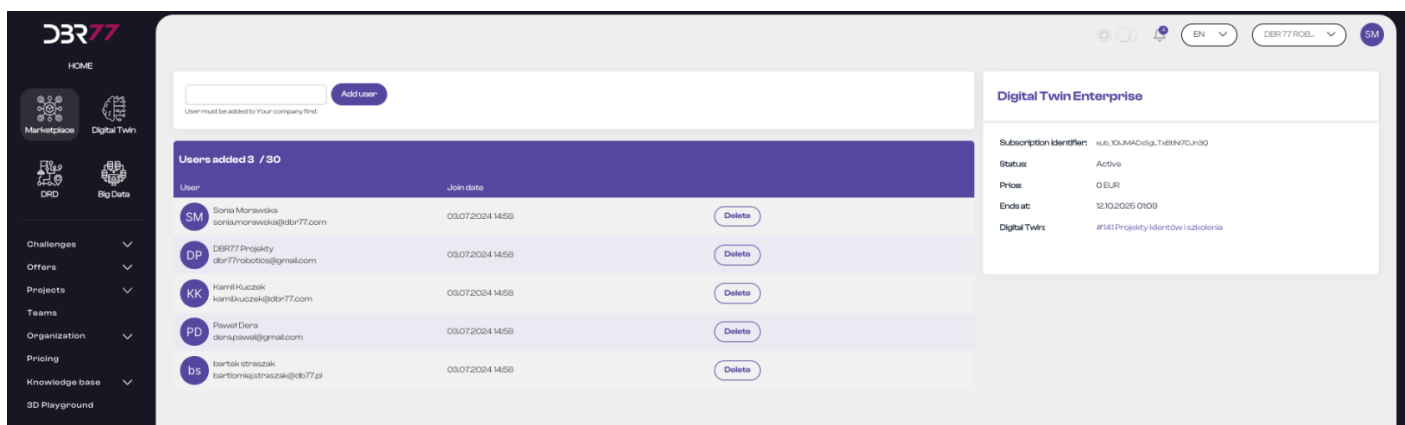 DBR77
HOME
Marketplace
Digital Twin
DRD
Big Data
Challenges
Offers
Projects
Teams
Organization
Pricing
Knowledge base
3D Playground
4
EN
DBR 77 ROB...
SM
Add user
User must be added to Your company first
Users added 3 / 30
User Join date
SM Sonia Morawska
sonia.morawska@dbr77.com
03.07.2024 14:58 Delete
DP DBR77 Projekty
dbr77robotics@gmail.com
03.07.2024 14:58 Delete
KK Kamil Kuczek
kamil.kuczek@dbr77.com
03.07.2024 14:58 Delete
PD Paweł Dera
dera.pawel@gmail.com
03.07.2024 14:58 Delete
bs bartek straszak
bartlomiej.straszak@db77.pl
03.07.2024 14:58 Delete
Digital Twin Enterprise
Subscription Identifier:
Status: Active
Price: 0 EUR
Ends at: 12.10.2025 01:09
Digital Twin: #141 Projekty klientów i szkolenia